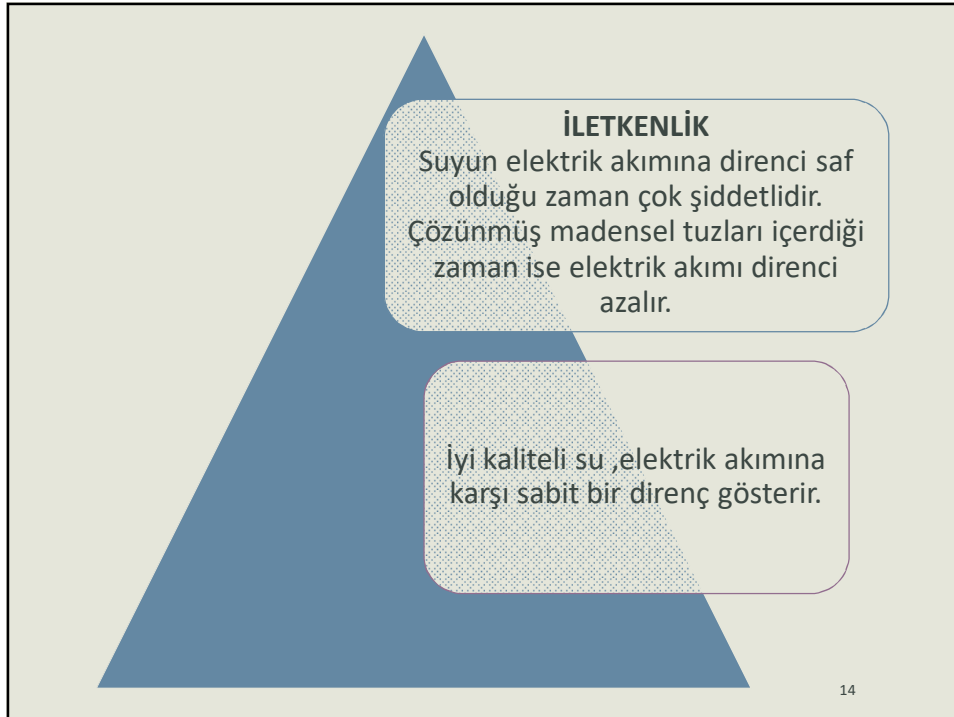 İLETKENLİK
Suyun elektrik akımına direnci saf
olduğu zaman çok şiddetlidir.
Çözünmüş madensel tuzları içerdiği
zaman ise elektrik akımı direnci
azalır.
İyi kaliteli su ,elektrik akımına
karşı sabit bir direnç gösterir.
14